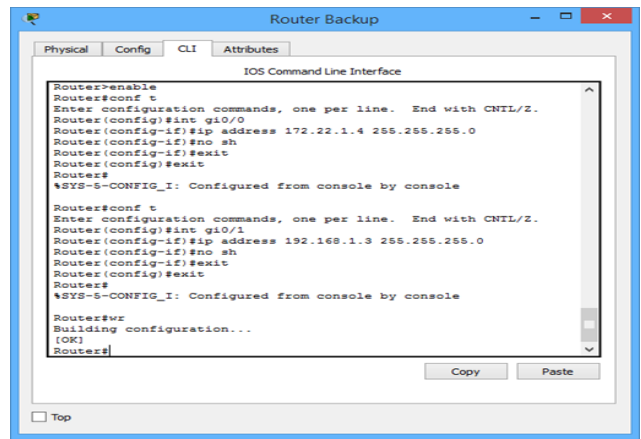 Router Backup
Physical Config CLI Attributes
IOS Command Line Interface
Router>enable
Router#conf t
Enter configuration commands, one per line. End with CNTL/Z.
Router(config)#int gi0/0
Router(config-if)#ip address 172.22.1.4 255.255.255.0
Router(config-if)#no sh
Router(config-if)#exit
Router(config)#exit
Router#
%SYS-5-CONFIG_I: Configured from console by console
Router#conf t
Enter configuration commands, one per line. End with CNTL/Z.
Router(config)#int gi0/1
Router(config-if)#ip address 192.168.1.3 255.255.255.0
Router(config-if)#no sh
Router(config-if)#exit
Router(config)#exit
Router#
%SYS-5-CONFIG_I: Configured from console by console
Router#wr
Building configuration...
[OK]
Router#
Copy Paste
Top